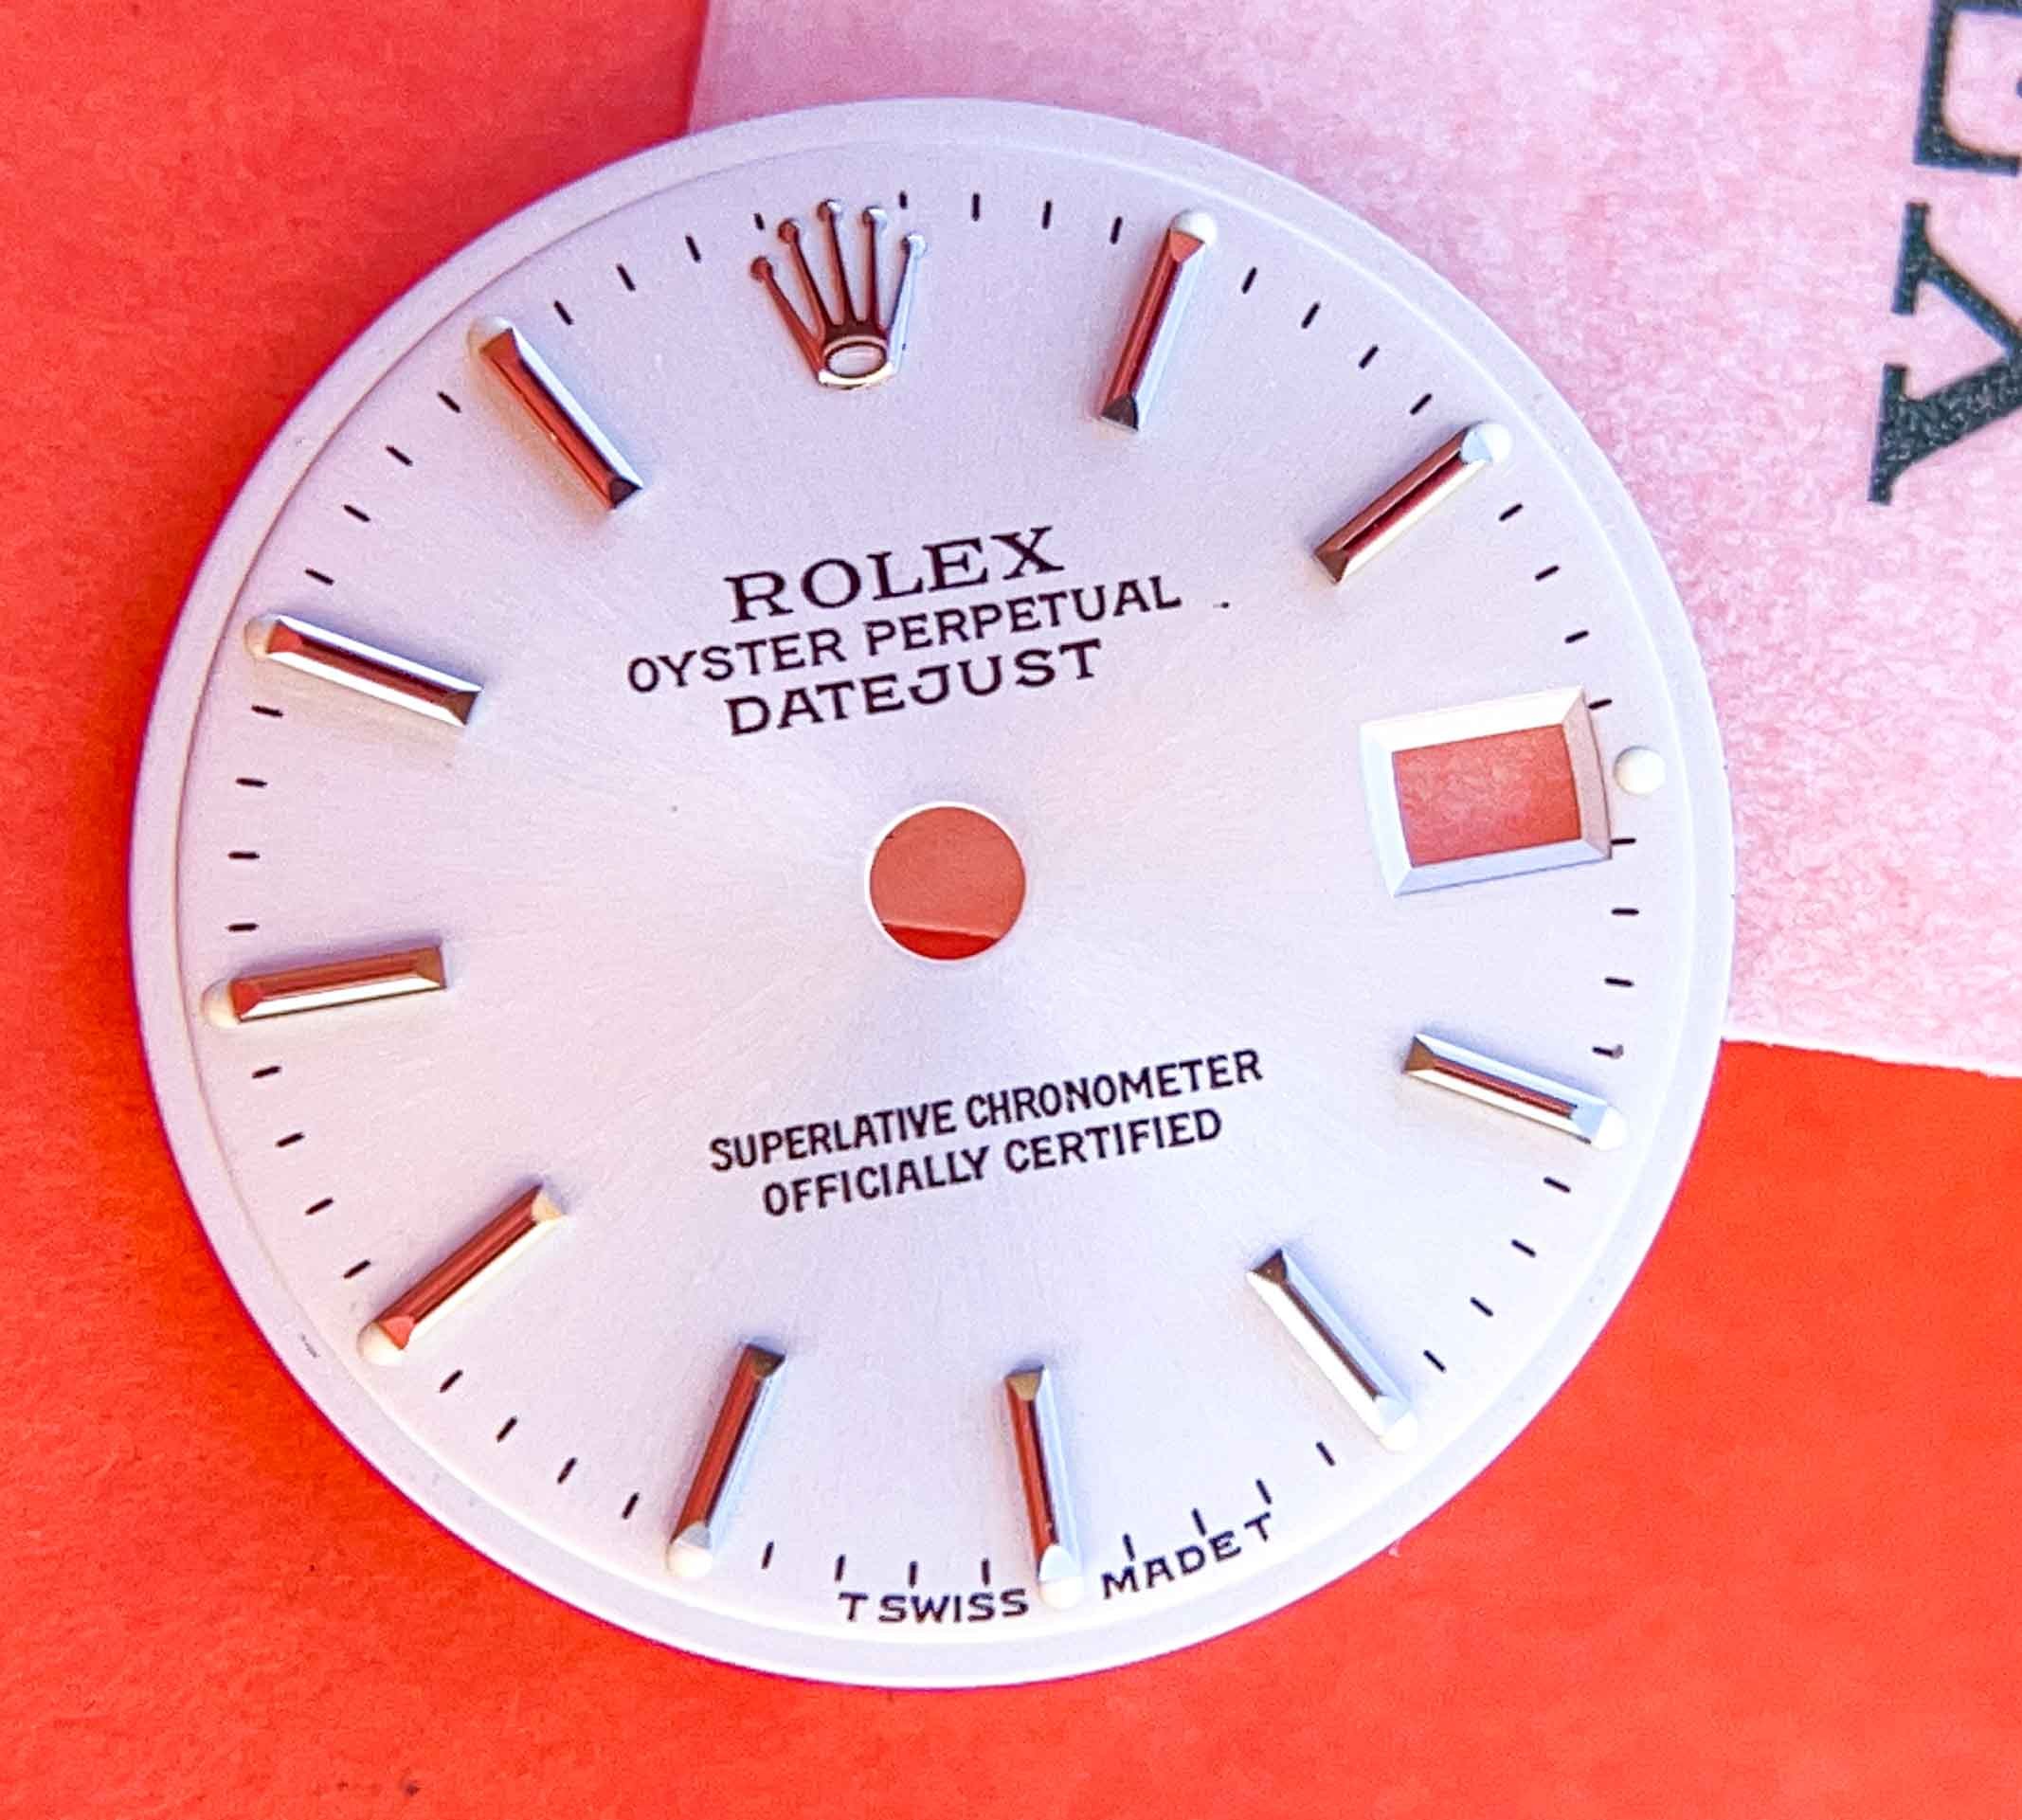 ROLEX
OYSTER PERPETUAL
DATEJUST
SUPERLATIVE CHRONOMETER
OFFICIALLY CERTIFIED
T SWISS MADE T